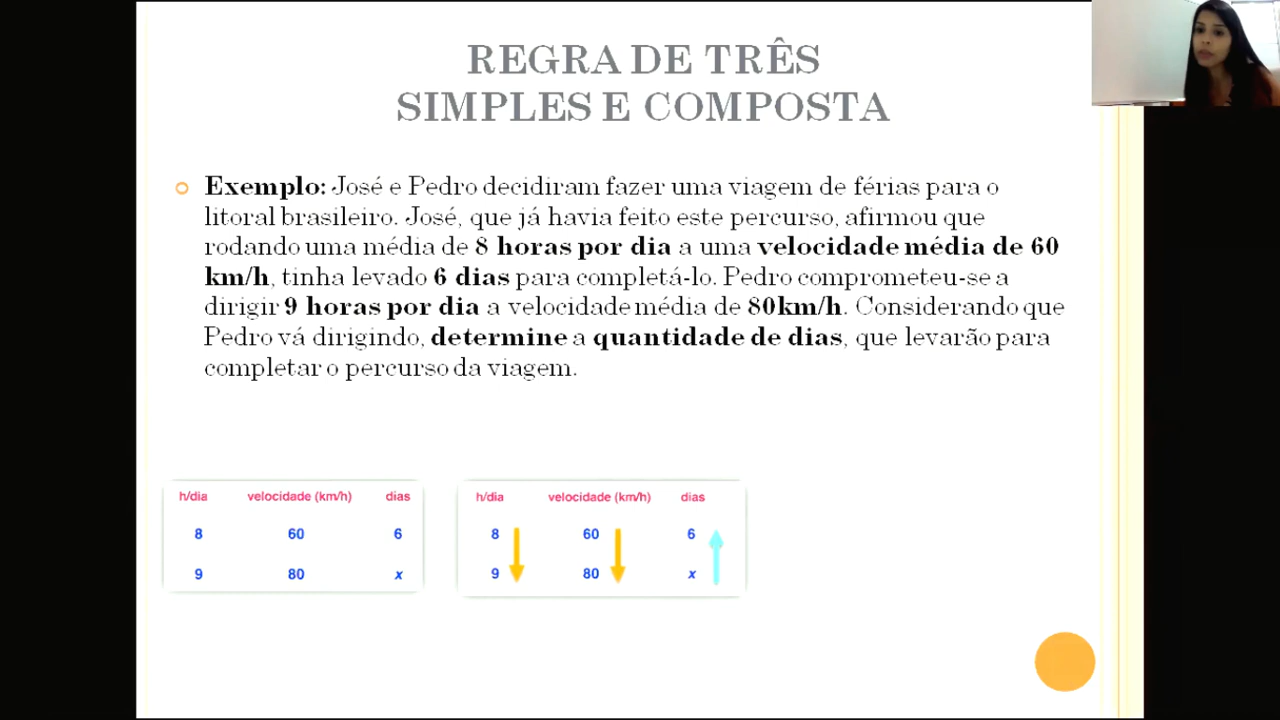 REGRA DE TRÊS
SIMPLES E COMPOSTA
Exemplo: José e Pedro decidiram fazer uma viagem de férias para o
litoral brasileiro. José, que já havia feito este percurso, afirmou que
rodando uma média de 8 horas por dia a uma velocidade média de 60
km/h, tinha levado 6 dias para completá-lo. Pedro comprometeu-se a
dirigir 9 horas por dia a velocidade média de 80km/h. Considerando que
Pedro vá dirigindo, determine a quantidade de dias, que levarão para
completar o percurso da viagem.
h/dia velocidade (km/h) dias
8 60 6
9 80 x
h/dia velocidade (km/h) dias
8 60 6
9 80 x